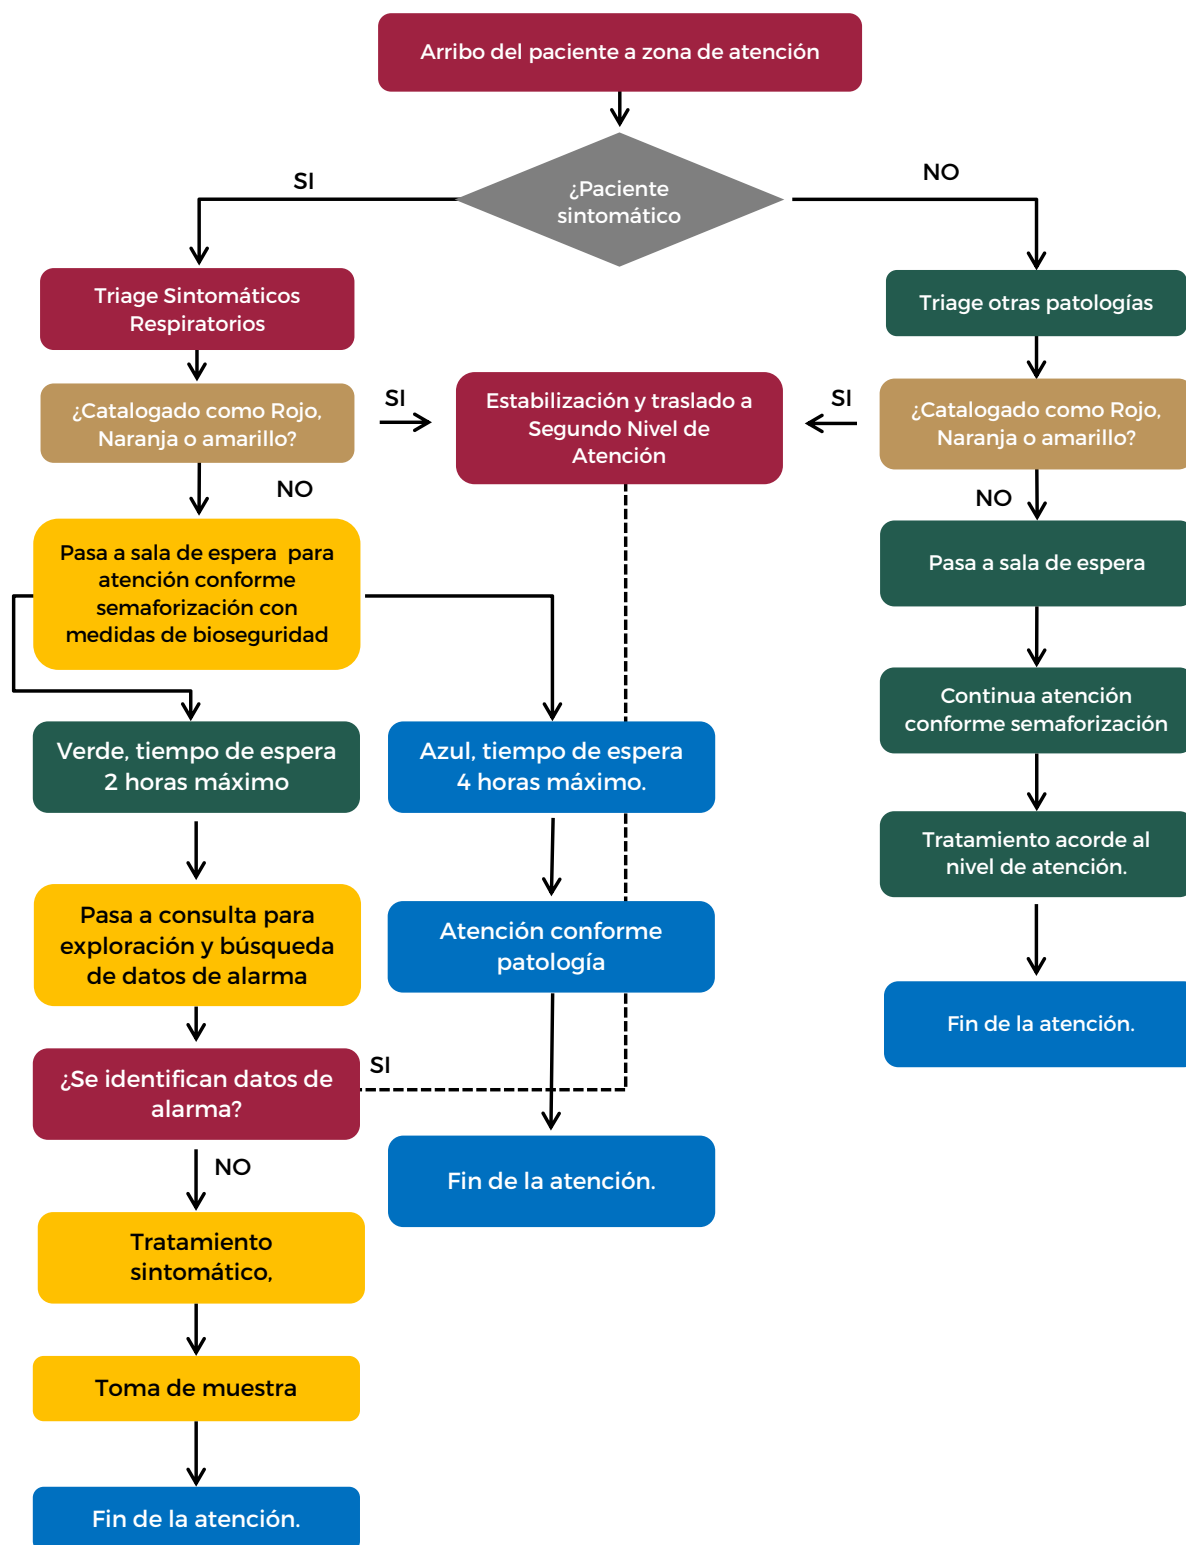 Arribo del paciente a zona de atención
¿Paciente
sintomático
SI
NO
Triage Sintomáticos
Respiratorios
Triage otras patologías
¿Catalogado como Rojo,
Naranja o amarillo?
SI
Estabilización y traslado a
Segundo Nivel de
Atención
SI
¿Catalogado como Rojo,
Naranja o amarillo?
NO
NO
Pasa a sala de espera para
atención conforme
semaforización con
medidas de bioseguridad
Pasa a sala de espera
Continua atención
conforme semaforización
Verde, tiempo de espera
2 horas máximo
Azul, tiempo de espera
4 horas máximo.
Tratamiento acorde al
nivel de atención.
Pasa a consulta para
exploración y búsqueda
de datos de alarma
Atención conforme
patología
Fin de la atención.
¿Se identifican datos de
alarma?
SI
NO
Fin de la atención.
Tratamiento
sintomático,
Toma de muestra
Fin de la atención.